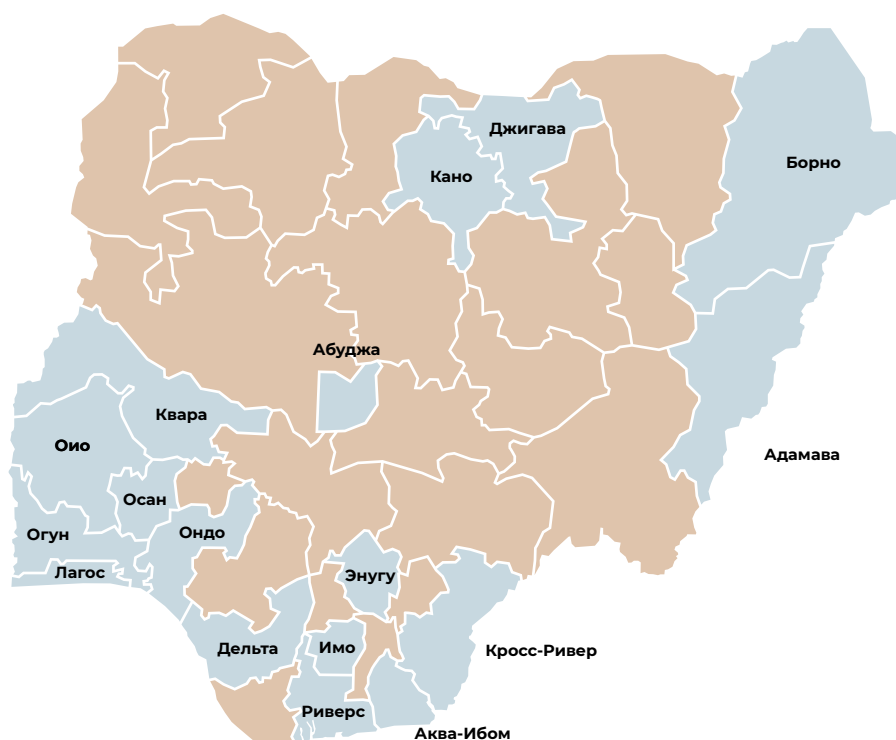 Джигава
Борно
Кано
Абуджа
Квара
Оио
Адамава
Осан
Огун
Ондо
Лагос
Энугу
Дельта
Имо
Кросс-Ривер
Риверс
Аква-Ибом